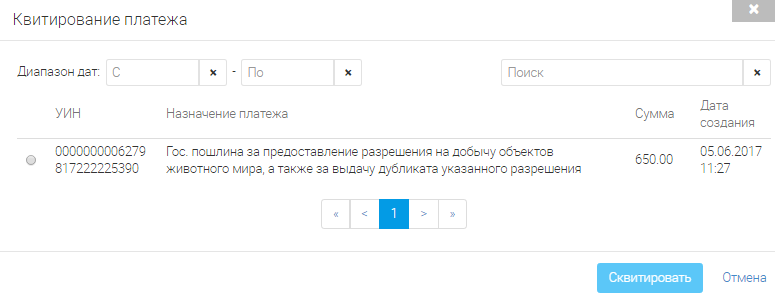 Квитирование платежа
Диапазон дат: С × - По × Поиск ×
УИН Назначение платежа Сумма Дата создания
0000000006279 Гос. пошлина за предоставление разрешения на добычу объектов 650.00 05.06.2017
817222225390 животного мира, а также за выдачу дубликата указанного разрешения 11:27
« < 1 > »
Сквитировать Отмена